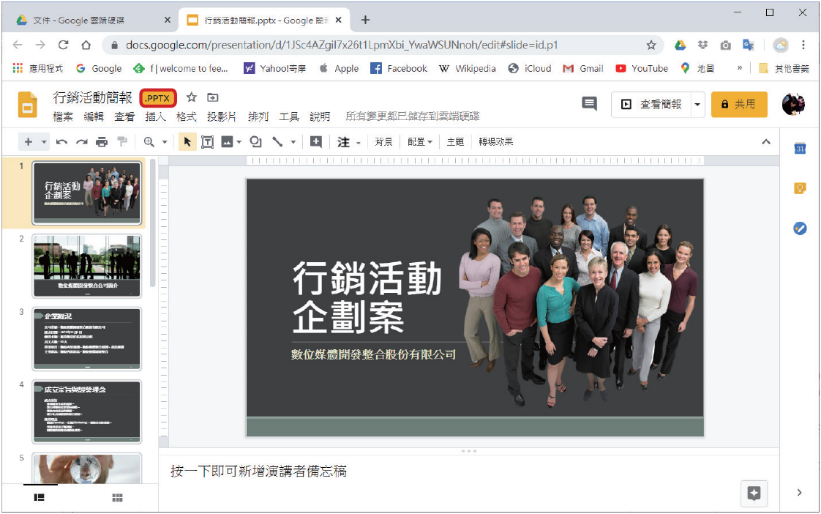 文件 - Google 雲端硬碟
行銷活動簡報.pptx - Google 簡
docs.google.com/presentation/d/1JSc4AZgiI7x26t1LpmXbi_YwaWSUNnoh/edit#slide=id.p1
應用程式 Google f | welcome to fee... Yahoo!奇摩 Apple Facebook Wikipedia iCloud Gmail YouTube 地圖 » 其他書籤
行銷活動簡報 .PPTX
查看簡報 共用
檔案 編輯 查看 插入 格式 投影片 排列 工具 說明 所有變更都已儲存到雲端硬碟
注 背景 配置 主題 轉場效果
31
1
行銷活動
企劃案
2
數位媒體開發整合公司簡介
3
企業概況
4
成立宗旨與經營理念
5
行銷活動
企劃案
數位媒體開發整合股份有限公司
按一下即可新增演講者備忘稿